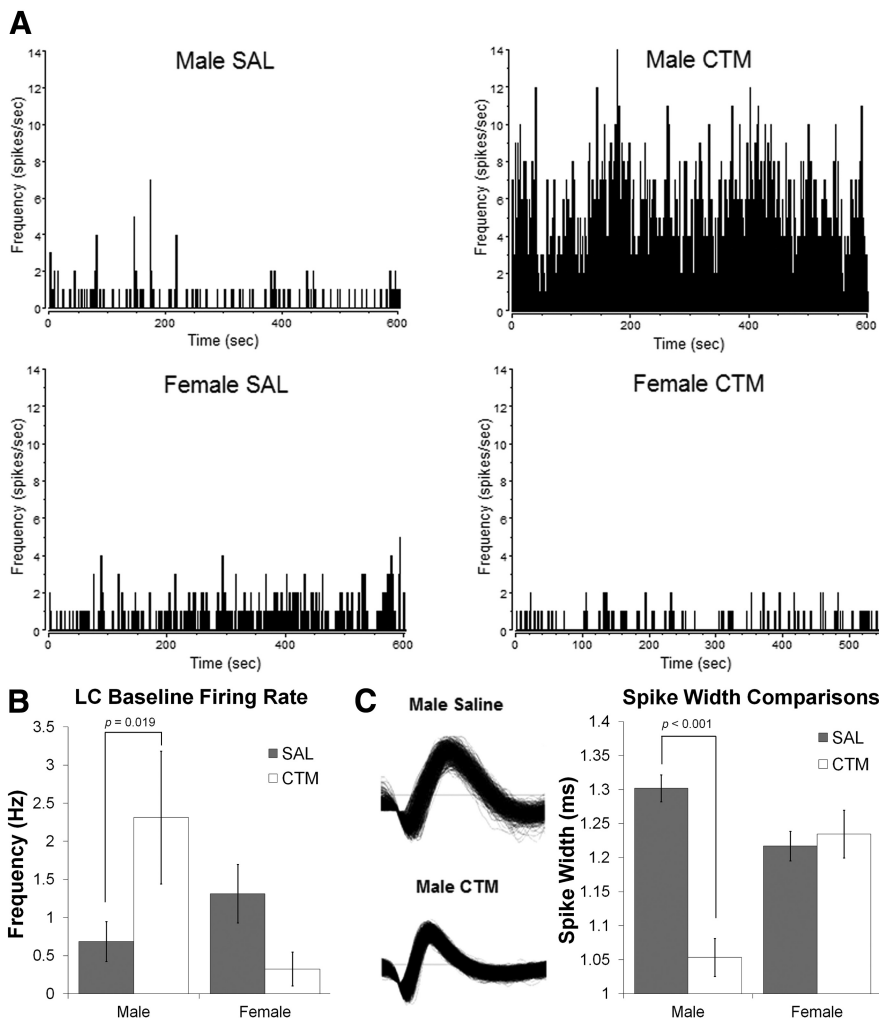 A
Male SAL
Frequency (spikes/sec)
14
12
10
8
6
4
2
0
0 200 400 600
Time (sec)
Male CTM
Frequency (spikes/sec)
14
12
10
8
6
4
2
0
0 200 400 600
Time (sec)
Female SAL
Frequency (spikes/sec)
14
12
10
8
6
4
2
0
0 200 400 600
Time (sec)
Female CTM
Frequency (spikes/sec)
14
12
10
8
6
4
2
0
0 100 200 300 400 500
Time (sec)
B
LC Baseline Firing Rate
p = 0.019
SAL
CTM
Frequency (Hz)
3.5
3
2.5
2
1.5
1
0.5
0
Male Female
C
Male Saline
Male CTM
Spike Width Comparisons
p < 0.001
SAL
CTM
Spike Width (ms)
1.4
1.35
1.3
1.25
1.2
1.15
1.1
1.05
1
Male Female